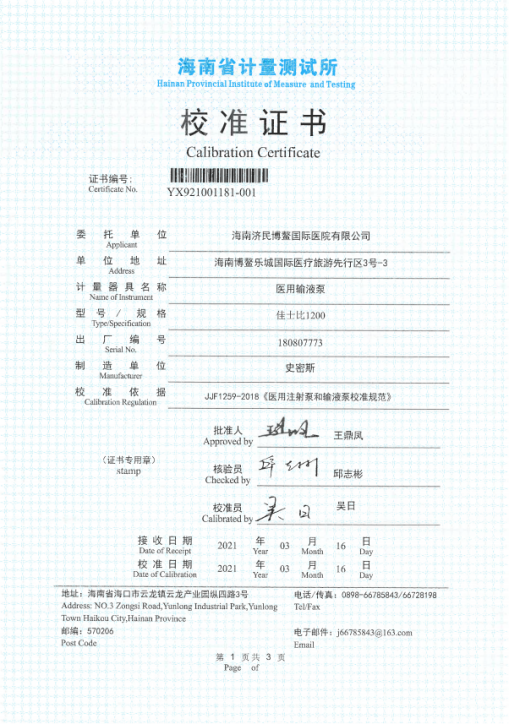 海南省计量测试所
Hainan Provincial Institute of Measure and Testing
校准证书
Calibration Certificate
证书编号:
Certificate No.
YX921001181-001
委托单位 海南济民博鳌国际医院有限公司
Applicant
单位地址 海南博鳌乐城国际医疗旅游先行区3号-3
Address
计量器具名称 医用输液泵
Name of Instrument
型号/规格 佳士比1200
Type/Specification
出厂编号 180807773
Serial No.
制造单位 史密斯
Manufacturer
校准依据 JJF1259-2018《医用注射泵和输液泵校准规范》
Calibration Regulation
批准人 王鼎凤
Approved by
(证书专用章)
stamp
核验员 邱志彬
Checked by
校准员 吴日
Calibrated by
接收日期 2021 年 03 月 16 日
Date of Receipt Year Month Day
校准日期 2021 年 03 月 16 日
Date of Calibration Year Month Day
地址: 海南省海口市云龙镇云龙产业园纵四路3号 电话/传真: 0898-66785843/66728198
Address: NO.3 Zongsi Road,Yunlong Industrial Park,Yunlong Tel/Fax
Town Haikou City,Hainan Province
邮编: 570206 电子邮件: j66785843@163.com
Post Code Email
第 1 页 共 3 页
Page of